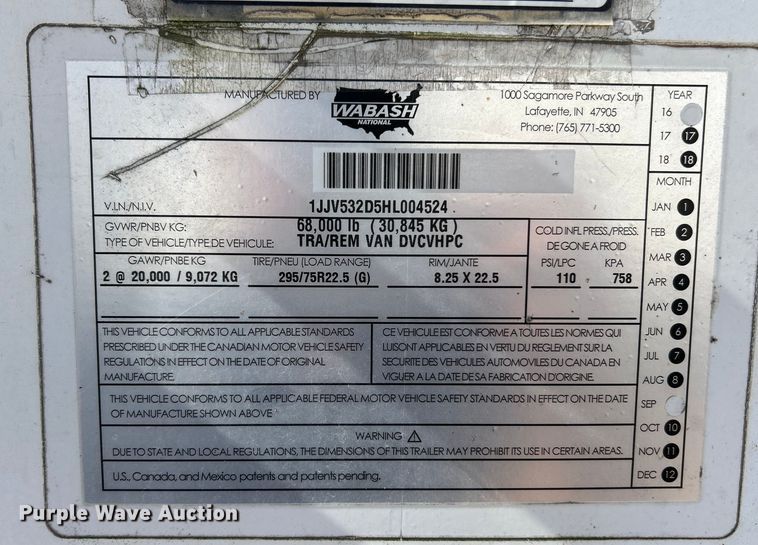 MANUFACTURED BY
WABASH
NATIONAL
1000 Sagamore Parkway South
Lafayette, IN 47905
Phone: (765) 771-5300
YEAR
16
17 17
18 18
V.I.N./N.I.V. 1JJV532D5HL004524
GVWR/PNBV KG: 68,000 lb ( 30,845 KG )
TYPE OF VEHICLE/TYPE DE VEHICULE: TRA/REM VAN DVCVHPC
COLD INFL PRESS./PRESS.
DE GONE A FROID
GAWR/PNBE KG TIRE/PNEU (LOAD RANGE) RIM/JANTE PSI/LPC KPA
2 @ 20,000 / 9,072 KG 295/75R22.5 (G) 8.25 X 22.5 110 758
MONTH
JAN 1
FEB 2
MAR 3
APR 4
MAY 5
JUN 6
JUL 7
AUG 8
SEP
OCT 10
NOV 11
DEC 12
THIS VEHICLE CONFORMS TO ALL APPLICABLE STANDARDS
PRESCRIBED UNDER THE CANADIAN MOTOR VEHICLE SAFETY
REGULATIONS IN EFFECT ON THE DATE OF ORIGINAL
MANUFACTURE.
CE VEHICULE EST CONFORME A TOUTES LES NORMES QUI
LUI SONT APPLICABLES EN VERTU DU REGLEMENT SUR LA
SECURITE DES VEHICULES AUTOMOVILES DU CANADA EN
VIGUER A LA DATE DE SA FABRICATION D'ORIGINE.
THIS VEHICLE CONFORMS TO ALL APPLICABLE FEDERAL MOTOR VEHICLE SAFETY STANDARDS IN EFFECT ON THE DATE
OF MANUFACTURE SHOWN ABOVE
WARNING
DUE TO STATE AND LOCAL REGULATIONS, THE DIMENSIONS OF THIS TRAILER MAY PROHIBIT ITS USE IN CERTAIN AREAS.
U.S., Canada, and Mexico patents and patents pending.
Purple Wave Auction